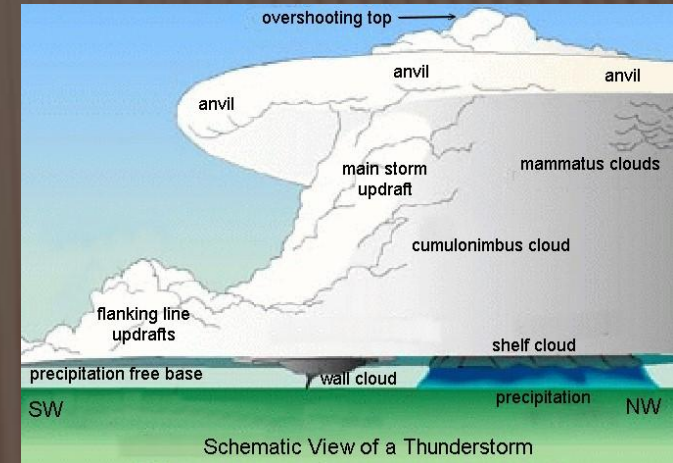 overshooting top
anvil
anvil
anvil
main storm
updraft
mammatus clouds
cumulonimbus cloud
flanking line
updrafts
shelf cloud
precipitation free base
wall cloud
precipitation
SW
NW
Schematic View of a Thunderstorm